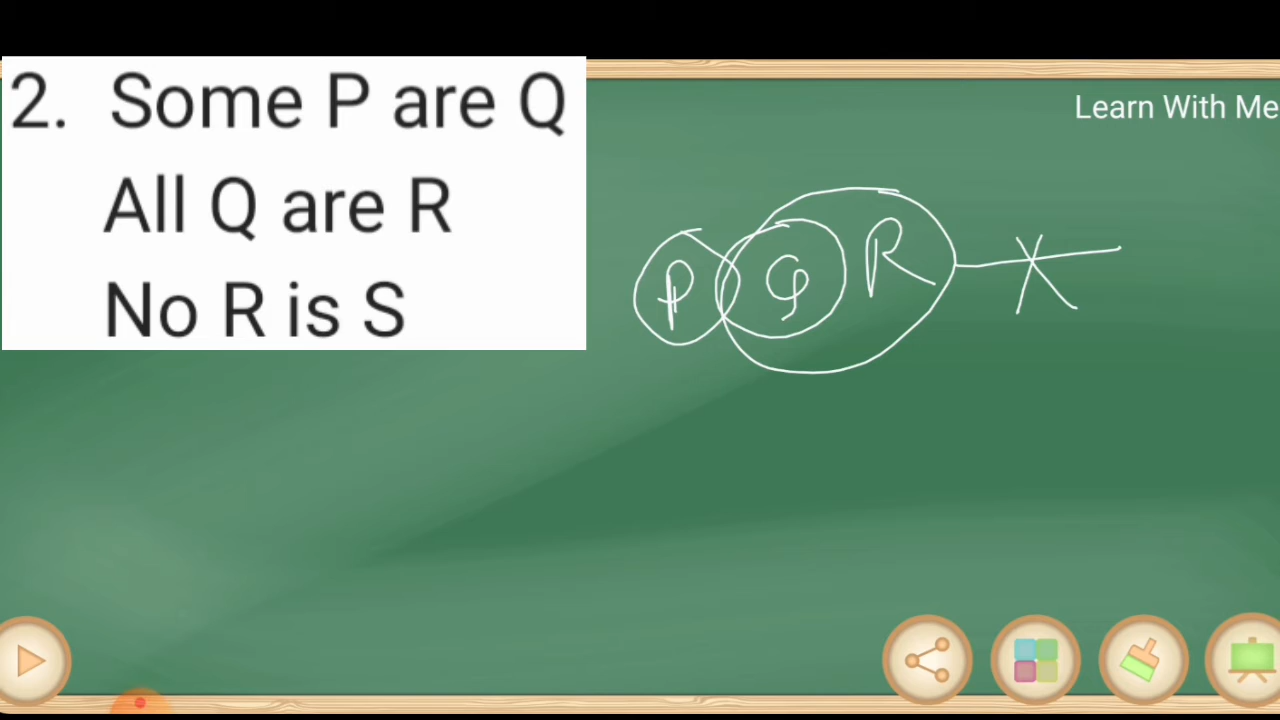 2. Some P are Q
All Q are R
No R is S
Learn With Me
P Q R